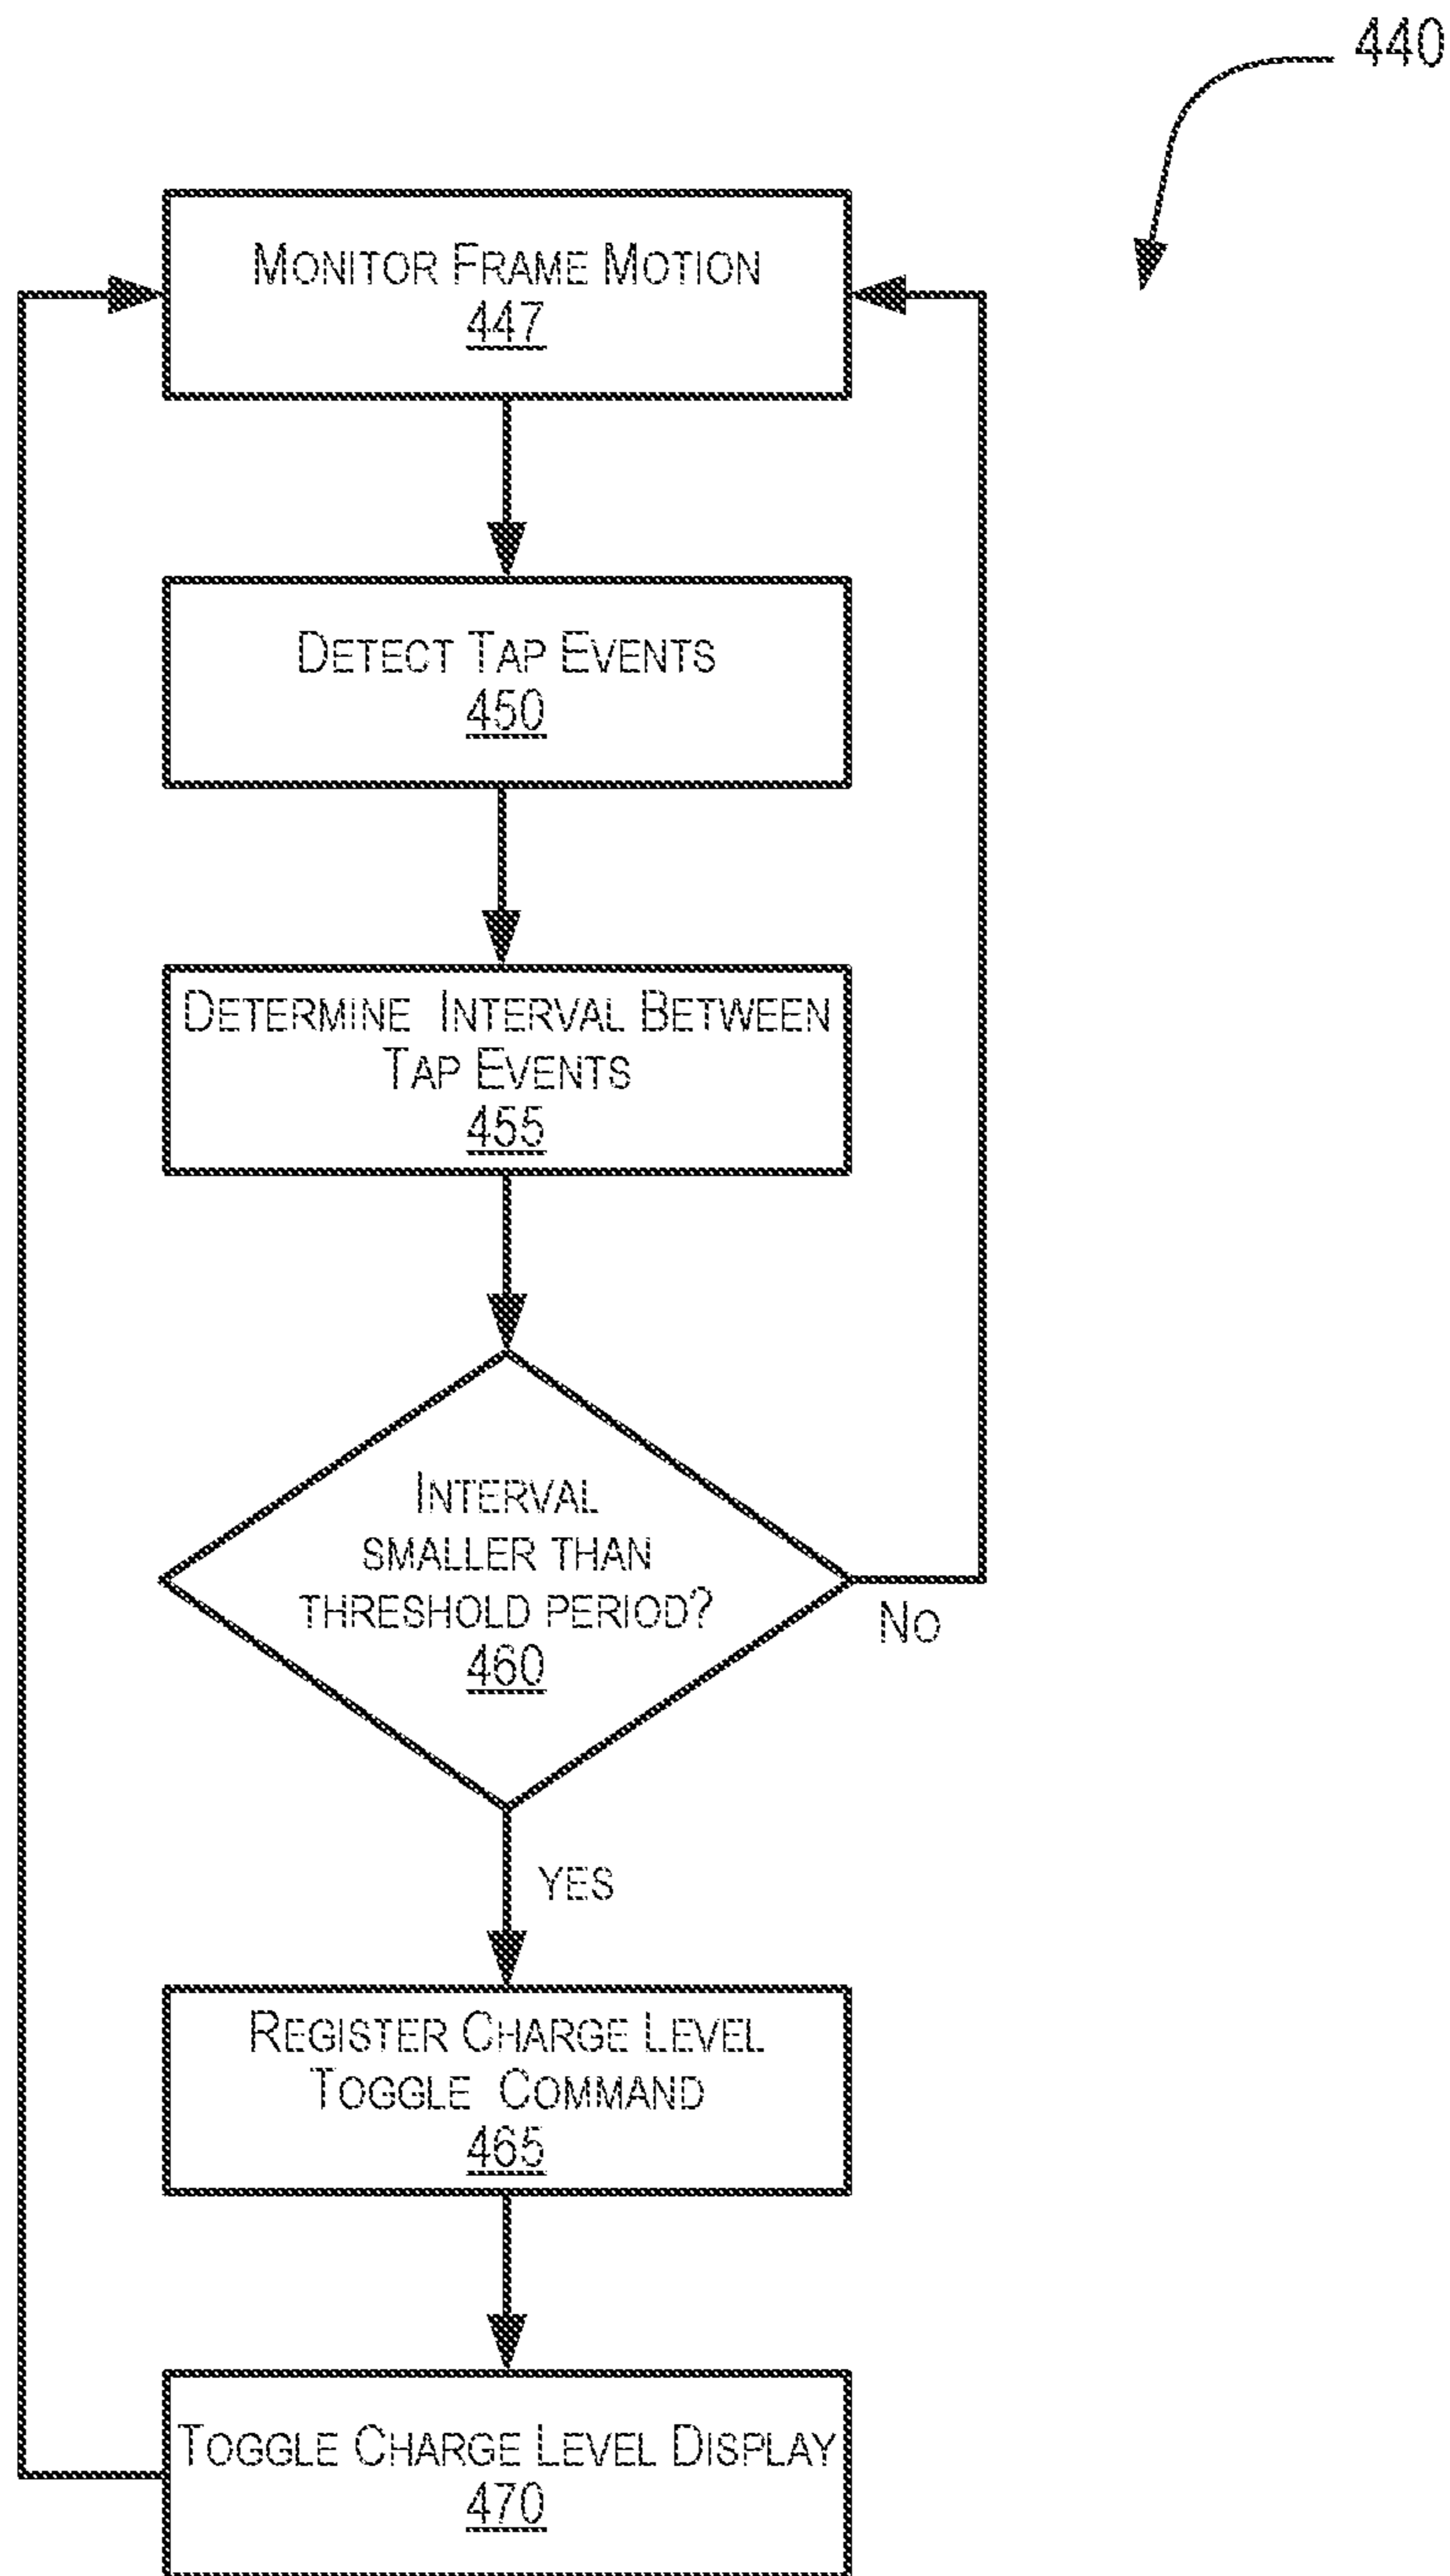 440
MONITOR FRAME MOTION
447
DETECT TAP EVENTS
450
DETERMINE INTERVAL BETWEEN
TAP EVENTS
455
INTERVAL
SMALLER THAN
THRESHOLD PERIOD?
460
NO
YES
REGISTER CHARGE LEVEL
TOGGLE COMMAND
465
TOGGLE CHARGE LEVEL DISPLAY
470